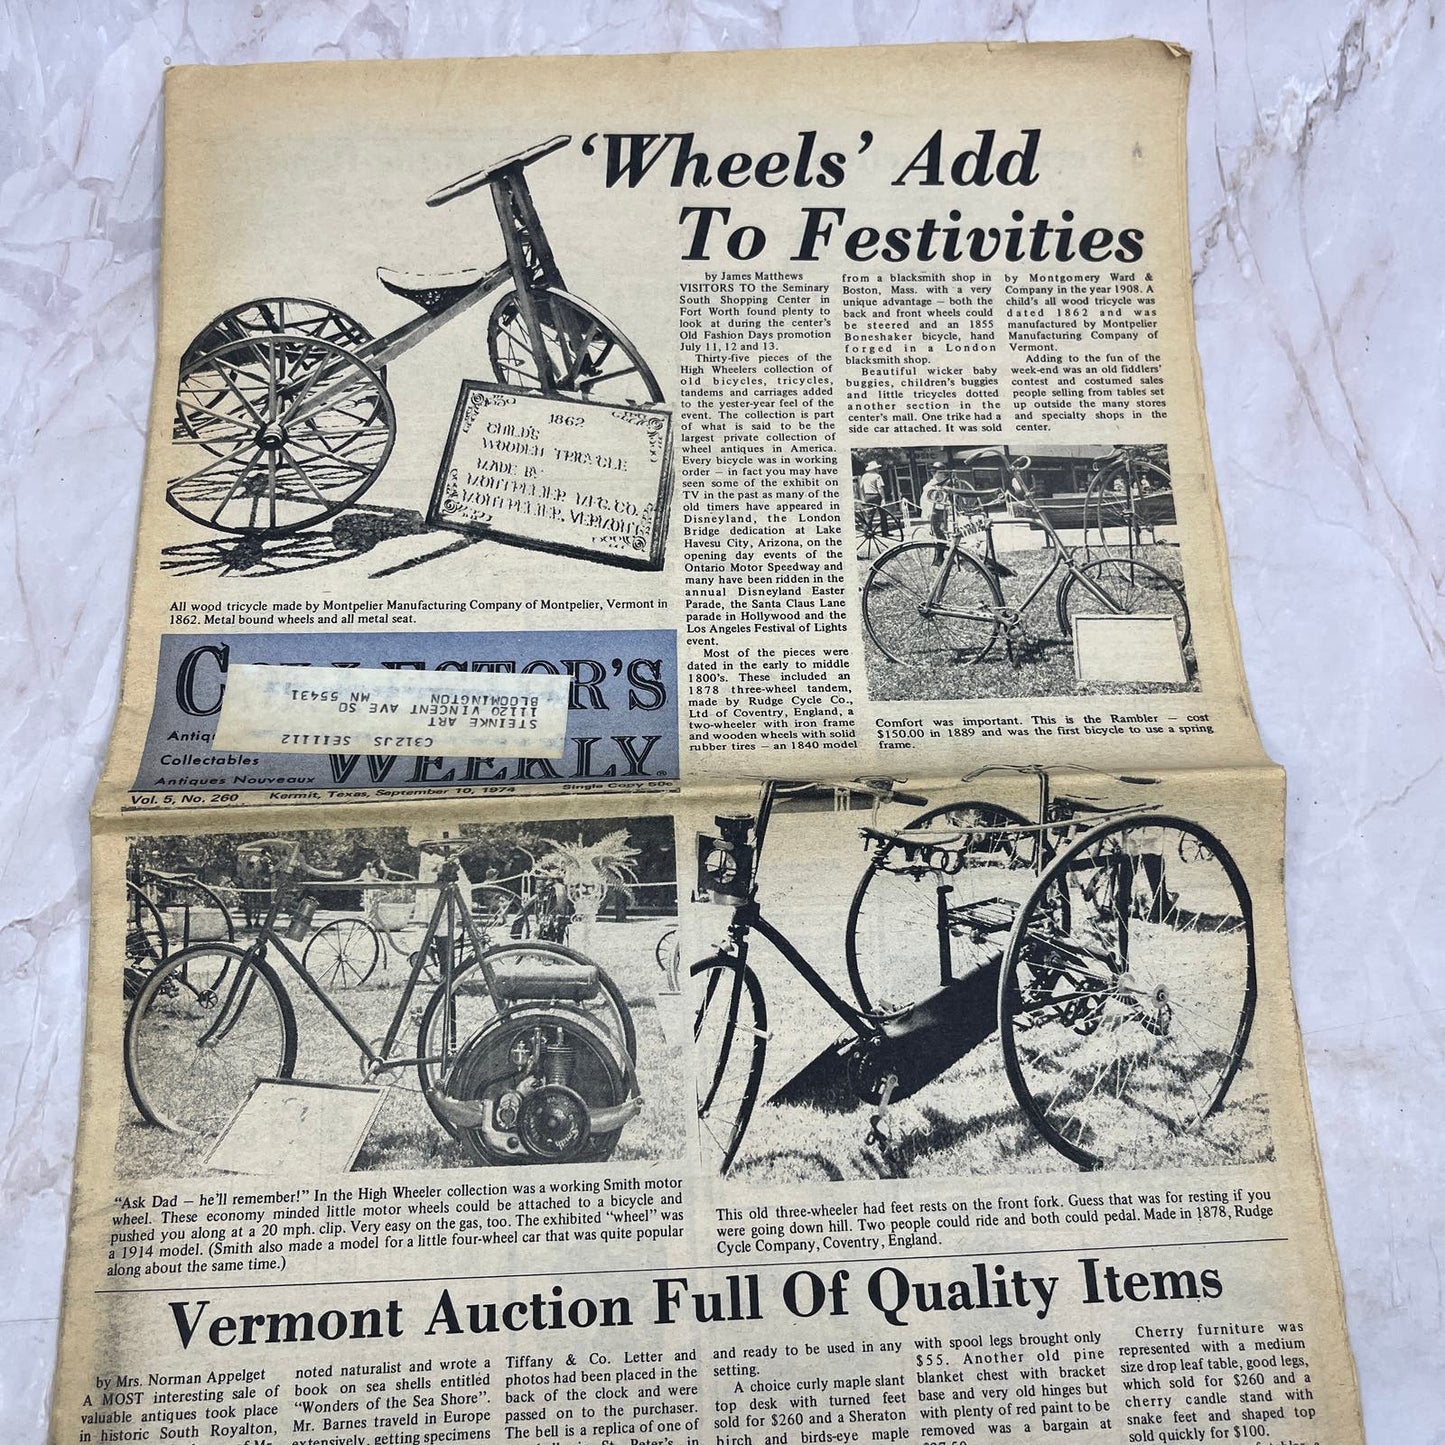 ‘Wheels’ Add
To Festivities
1862
CHILD'S
WOODEN TRICYCLE
MADE BY
MONTPELIER MFG. CO.
MONTPELIER, VERMONT
All wood tricycle made by Montpelier Manufacturing Company of Montpelier, Vermont in
1862. Metal bound wheels and all metal seat.
by James Matthews
VISITORS TO the Seminary
South Shopping Center in
Fort Worth found plenty to
look at during the center's
Old Fashion Days promotion
July 11, 12 and 13.
Thirty-five pieces of the
High Wheelers collection of
old bicycles, tricycles,
tandems and carriages added
to the yester-year feel of the
event. The collection is part
of what is said to be the
largest private collection of
wheel antiques in America.
Every bicycle was in working
order — in fact you may have
seen some of the exhibit on
TV in the past as many of the
old timers have appeared in
Disneyland, the London
Bridge dedication at Lake
Havesu City, Arizona, on the
opening day events of the
Ontario Motor Speedway and
many have been ridden in the
annual Disneyland Easter
Parade, the Santa Claus Lane
parade in Hollywood and the
Los Angeles Festival of Lights
event.
Most of the pieces were
dated in the early to middle
1800's. These included an
1878 three-wheel tandem,
made by Rudge Cycle Co.,
Ltd of Coventry, England, a
two-wheeler with iron frame
and wooden wheels with solid
rubber tires — an 1840 model
from a blacksmith shop in
Boston, Mass. with a very
unique advantage — both the
back and front wheels could
be steered and an 1855
Boneshaker bicycle, hand
forged in a London
blacksmith shop.
Beautiful wicker baby
buggies, children's buggies
and little tricycles dotted
another section in the
center's mall. One trike had a
side car attached. It was sold
by Montgomery Ward &
Company in the year 1908. A
child's all wood tricycle was
dated 1862 and was
manufactured by Montpelier
Manufacturing Company of
Vermont.
Adding to the fun of the
week-end was an old fiddlers'
contest and costumed sales
people selling from tables set
up outside the many stores
and specialty shops in the
center.
Comfort was important. This is the Rambler — cost
$150.00 in 1889 and was the first bicycle to use a spring
frame.
COLLECTOR'S
WEEKLY
C312JS SE11112
STEINKE ART
11120 VINCENT AVE SO
BLOOMINGTON MN 55431
Collectables
Antiques Nouveaux
Vol. 5, No. 260 Kermit, Texas, September 10, 1974 Single Copy 50c
Smith
“Ask Dad — he'll remember!” In the High Wheeler collection was a working Smith motor
wheel. These economy minded little motor wheels could be attached to a bicycle and
pushed you along at a 20 mph. clip. Very easy on the gas, too. The exhibited “wheel” was
a 1914 model. (Smith also made a model for a little four-wheel car that was quite popular
along about the same time.)
This old three-wheeler had feet rests on the front fork. Guess that was for resting if you
were going down hill. Two people could ride and both could pedal. Made in 1878, Rudge
Cycle Company, Coventry, England.
Vermont Auction Full Of Quality Items
by Mrs. Norman Appelget
A MOST interesting sale of
valuable antiques took place
in historic South Royalton,
noted naturalist and wrote a
book on sea shells entitled
“Wonders of the Sea Shore”.
Mr. Barnes traveld in Europe
extensively, getting specimens
Tiffany & Co. Letter and
photos had been placed in the
back of the clock and were
passed on to the purchaser.
The bell is a replica of one of
St. Peter's in
and ready to be used in any
setting.
A choice curly maple slant
top desk with turned feet
sold for $260 and a Sheraton
birch and birds-eye maple
with spool legs brought only
$55. Another old pine
blanket chest with bracket
base and very old hinges but
with plenty of red paint to be
removed was a bargain at
Cherry furniture was
represented with a medium
size drop leaf table, good legs,
which sold for $260 and a
cherry candle stand with
snake feet and shaped top
sold quickly for $100.